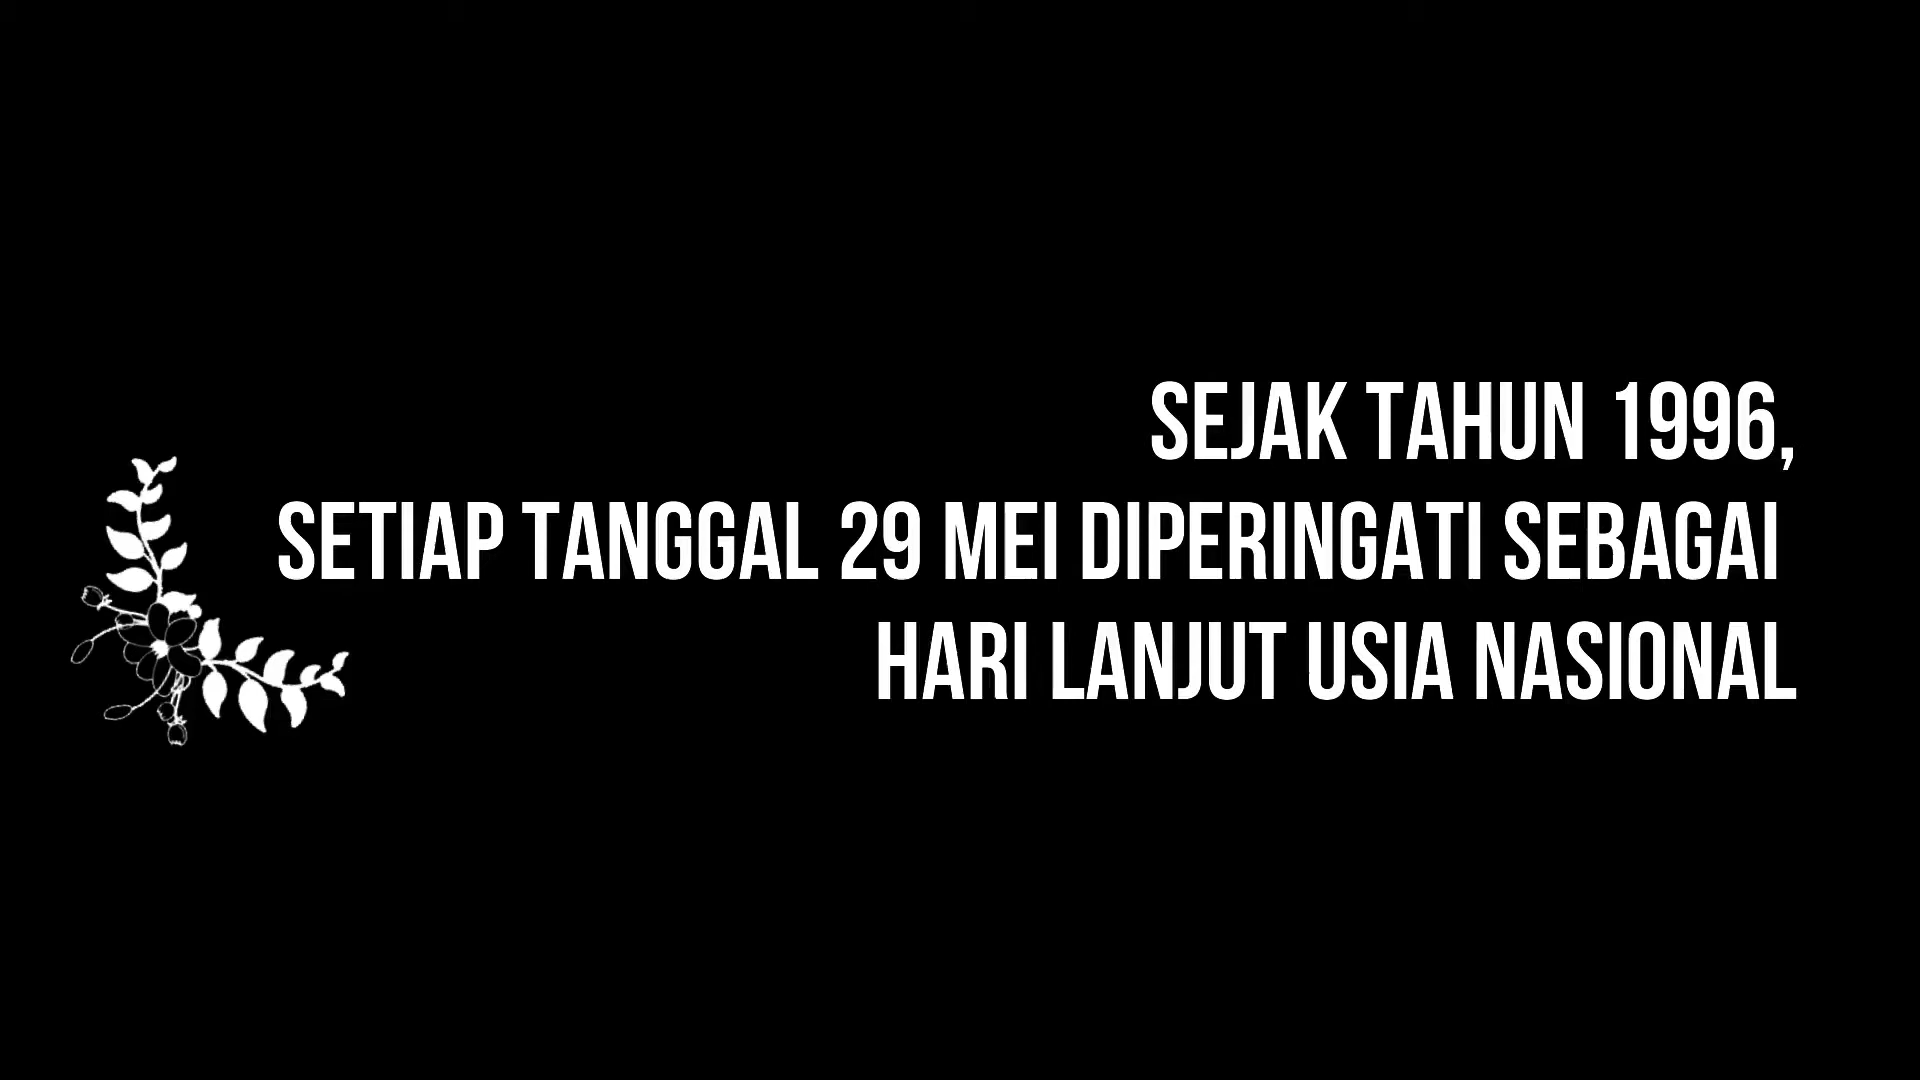 SEJAK TAHUN 1996,
SETIAP TANGGAL 29 MEI DIPERINGATI SEBAGAI
HARI LANJUT USIA NASIONAL